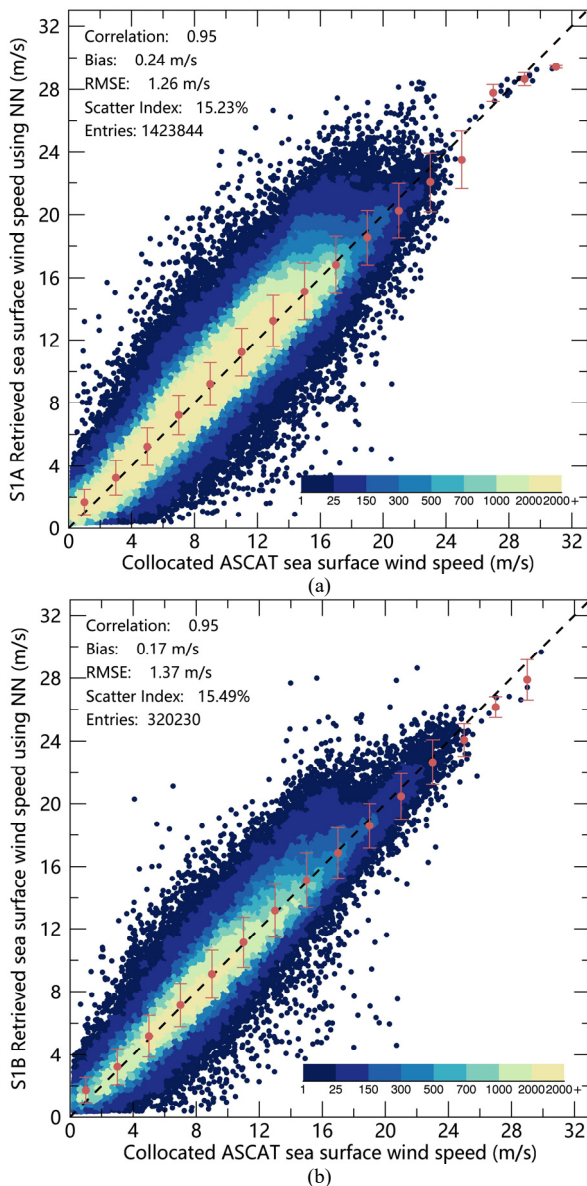 32
28
24
20
16
12
8
4
0
S1A Retrieved sea surface wind speed using NN (m/s)
Correlation: 0.95
Bias: 0.24 m/s
RMSE: 1.26 m/s
Scatter Index: 15.23%
Entries: 1423844
1 25 150 300 500 700 1000 2000 2000+
0 4 8 12 16 20 24 28 32
Collocated ASCAT sea surface wind speed (m/s)
(a)
32
28
24
20
16
12
8
4
0
S1B Retrieved sea surface wind speed using NN (m/s)
Correlation: 0.95
Bias: 0.17 m/s
RMSE: 1.37 m/s
Scatter Index: 15.49%
Entries: 320230
1 25 150 300 500 700 1000 2000 2000+
0 4 8 12 16 20 24 28 32
Collocated ASCAT sea surface wind speed (m/s)
(b)